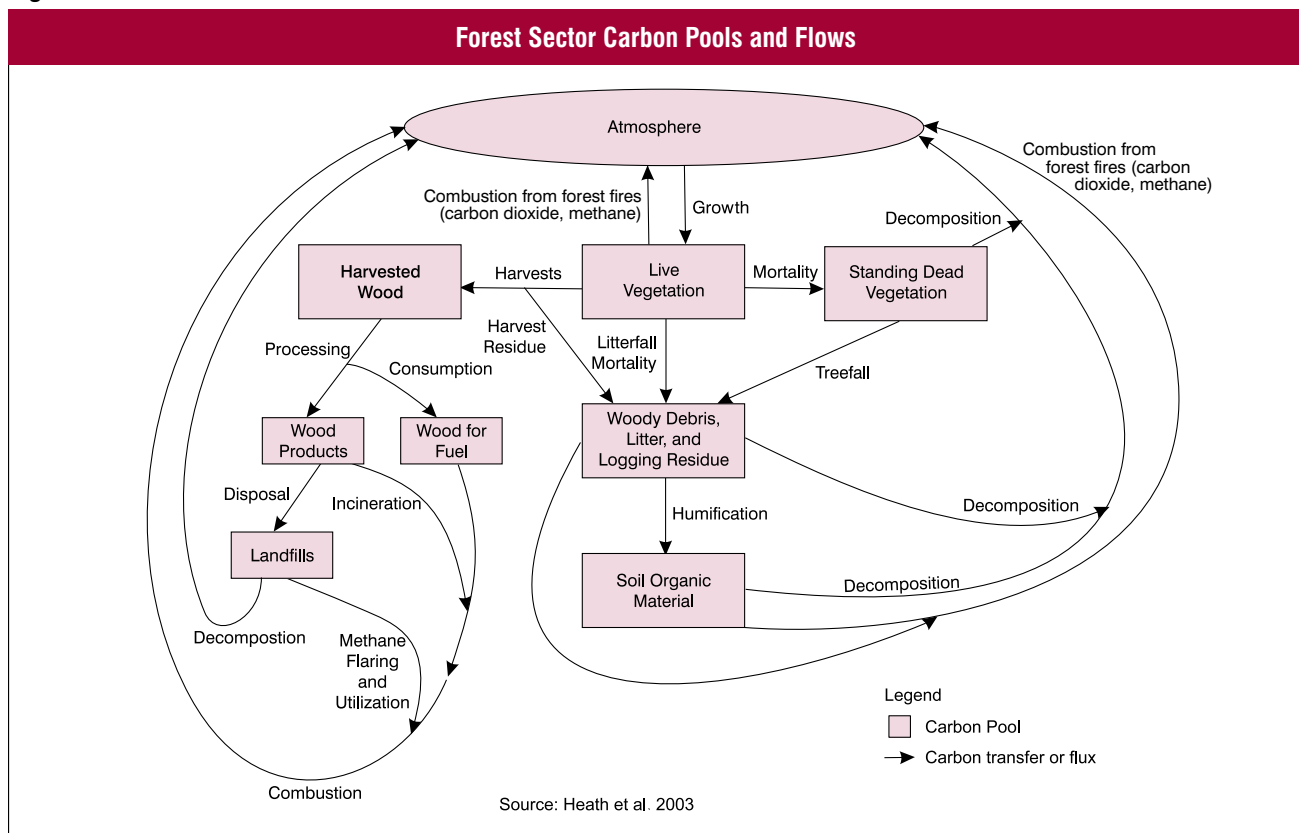 Forest Sector Carbon Pools and Flows
Atmosphere
Combustion from
forest fires (carbon
dioxide, methane)
Combustion from forest fires
(carbon dioxide, methane)
Growth
Decomposition
Harvested
Wood
Harvests
Live
Vegetation
Mortality
Standing Dead
Vegetation
Harvest
Residue
Litterfall
Mortality
Treefall
Processing
Consumption
Wood
Products
Wood for
Fuel
Woody Debris,
Litter, and
Logging Residue
Disposal
Incineration
Decomposition
Humification
Landfills
Soil Organic
Material
Decomposition
Decompostion
Methane
Flaring
and
Utilization
Legend
Carbon Pool
Carbon transfer or flux
Combustion
Source: Heath et al. 2003